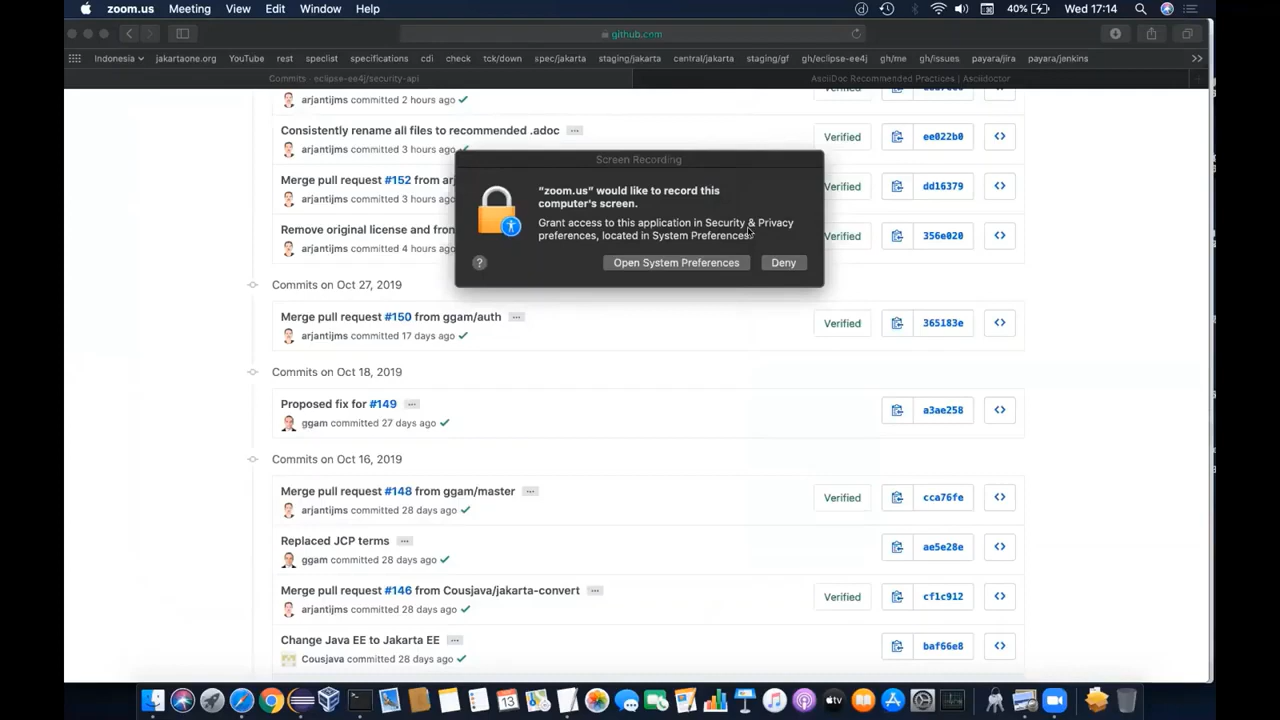 zoom.us Meeting View Edit Window Help 40% Wed 17:14
github.com
Indonesia jakartaone.org YouTube rest speclist specifications cdi check tck/down spec/jakarta staging/jakarta central/jakarta staging/gf gh/eclipse-ee4j gh/me gh/issues payara/jira payara/jenkins
Commits · eclipse-ee4j/security-api AsciiDoc Recommended Practices | Asciidoctor
arjantijms committed 2 hours ago
Consistently rename all files to recommended .adoc ...
arjantijms committed 3 hours ago
Verified ee022b0
Merge pull request #152 from arj
arjantijms committed 3 hours
Verified dd16379
Remove original license and fron
arjantijms committed 4 hours
Verified 356e020
Screen Recording
“zoom.us” would like to record this
computer's screen.
Grant access to this application in Security & Privacy
preferences, located in System Preferences.
? Open System Preferences Deny
Commits on Oct 27, 2019
Merge pull request #150 from ggam/auth ...
arjantijms committed 17 days ago
Verified 365183e
Commits on Oct 18, 2019
Proposed fix for #149 ...
ggam committed 27 days ago
a3ae258
Commits on Oct 16, 2019
Merge pull request #148 from ggam/master ...
arjantijms committed 28 days ago
Verified cca76fe
Replaced JCP terms ...
ggam committed 28 days ago
ae5e28e
Merge pull request #146 from Cousjava/jakarta-convert ...
arjantijms committed 28 days ago
Verified cf1c912
Change Java EE to Jakarta EE ...
Cousjava committed 28 days ago
baf66e8
13
tv